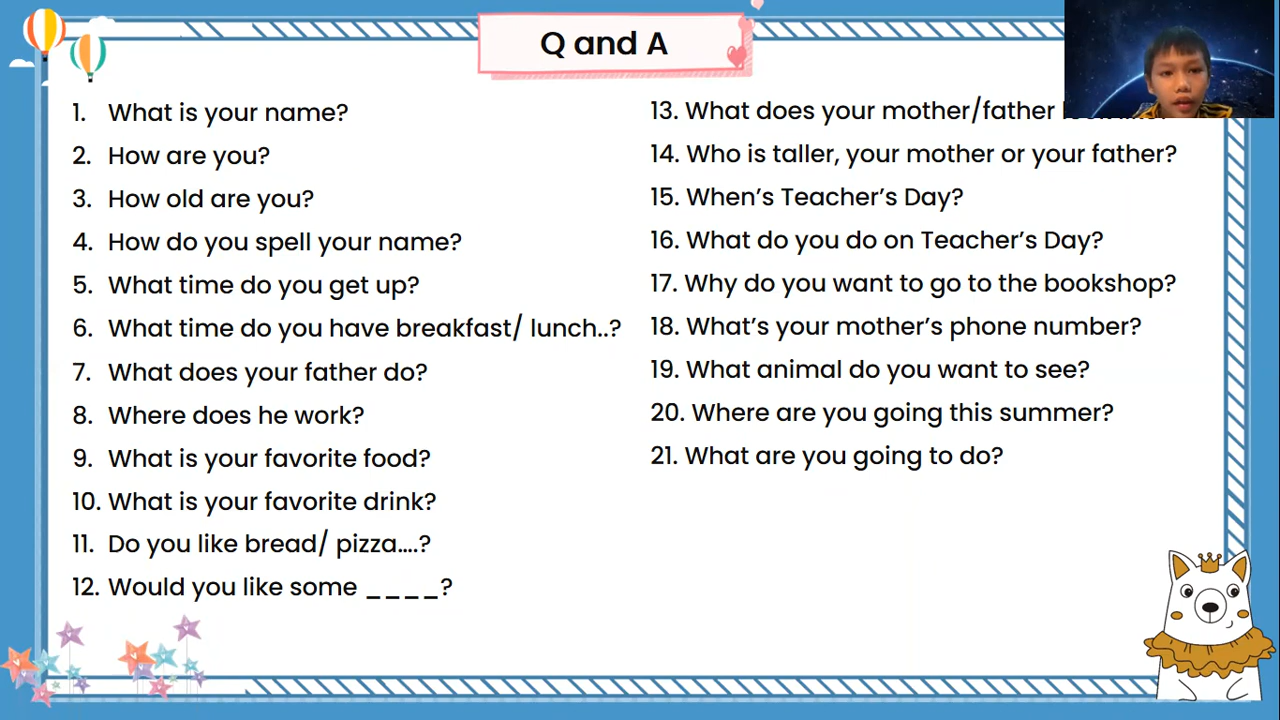 Q and A
1. What is your name?
2. How are you?
3. How old are you?
4. How do you spell your name?
5. What time do you get up?
6. What time do you have breakfast/ lunch..?
7. What does your father do?
8. Where does he work?
9. What is your favorite food?
10. What is your favorite drink?
11. Do you like bread/ pizza....?
12. Would you like some ____?
13. What does your mother/father
14. Who is taller, your mother or your father?
15. When's Teacher's Day?
16. What do you do on Teacher's Day?
17. Why do you want to go to the bookshop?
18. What's your mother's phone number?
19. What animal do you want to see?
20. Where are you going this summer?
21. What are you going to do?